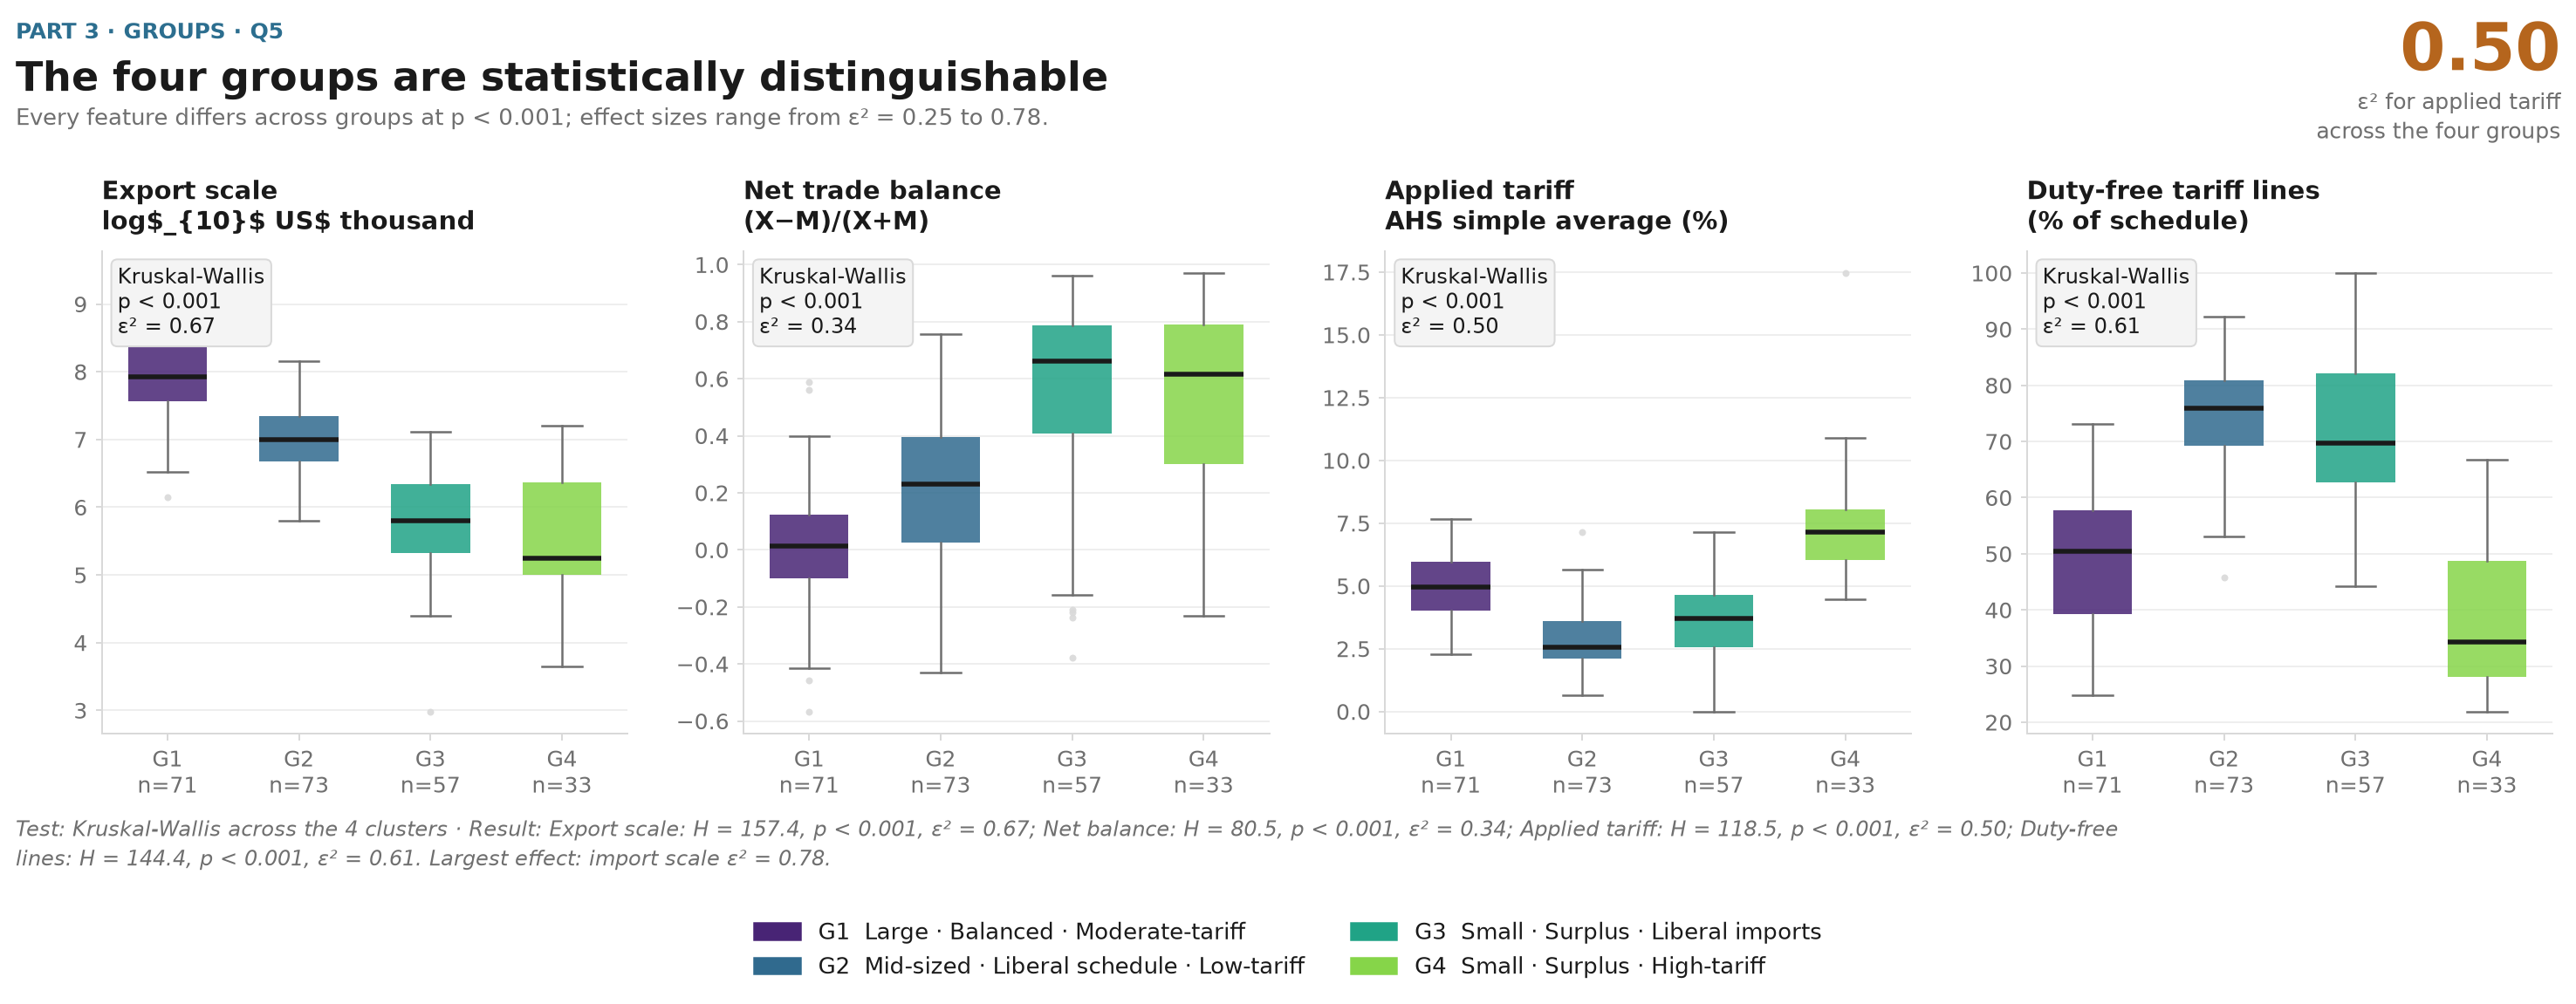 PART 3 · GROUPS · Q5
The four groups are statistically distinguishable
Every feature differs across groups at p < 0.001; effect sizes range from ε² = 0.25 to 0.78.
0.50
ε² for applied tariff
across the four groups
Export scale
log$_{10}$ US$ thousand
Kruskal-Wallis
p < 0.001
ε² = 0.67
9
8
7
6
5
4
3
G1
n=71
G2
n=73
G3
n=57
G4
n=33
Net trade balance
(X−M)/(X+M)
Kruskal-Wallis
p < 0.001
ε² = 0.34
1.0
0.8
0.6
0.4
0.2
0.0
−0.2
−0.4
−0.6
G1
n=71
G2
n=73
G3
n=57
G4
n=33
Applied tariff
AHS simple average (%)
Kruskal-Wallis
p < 0.001
ε² = 0.50
17.5
15.0
12.5
10.0
7.5
5.0
2.5
0.0
G1
n=71
G2
n=73
G3
n=57
G4
n=33
Duty-free tariff lines
(% of schedule)
Kruskal-Wallis
p < 0.001
ε² = 0.61
100
90
80
70
60
50
40
30
20
G1
n=71
G2
n=73
G3
n=57
G4
n=33
Test: Kruskal-Wallis across the 4 clusters · Result: Export scale: H = 157.4, p < 0.001, ε² = 0.67; Net balance: H = 80.5, p < 0.001, ε² = 0.34; Applied tariff: H = 118.5, p < 0.001, ε² = 0.50; Duty-free
lines: H = 144.4, p < 0.001, ε² = 0.61. Largest effect: import scale ε² = 0.78.
G1 Large · Balanced · Moderate-tariff
G2 Mid-sized · Liberal schedule · Low-tariff
G3 Small · Surplus · Liberal imports
G4 Small · Surplus · High-tariff